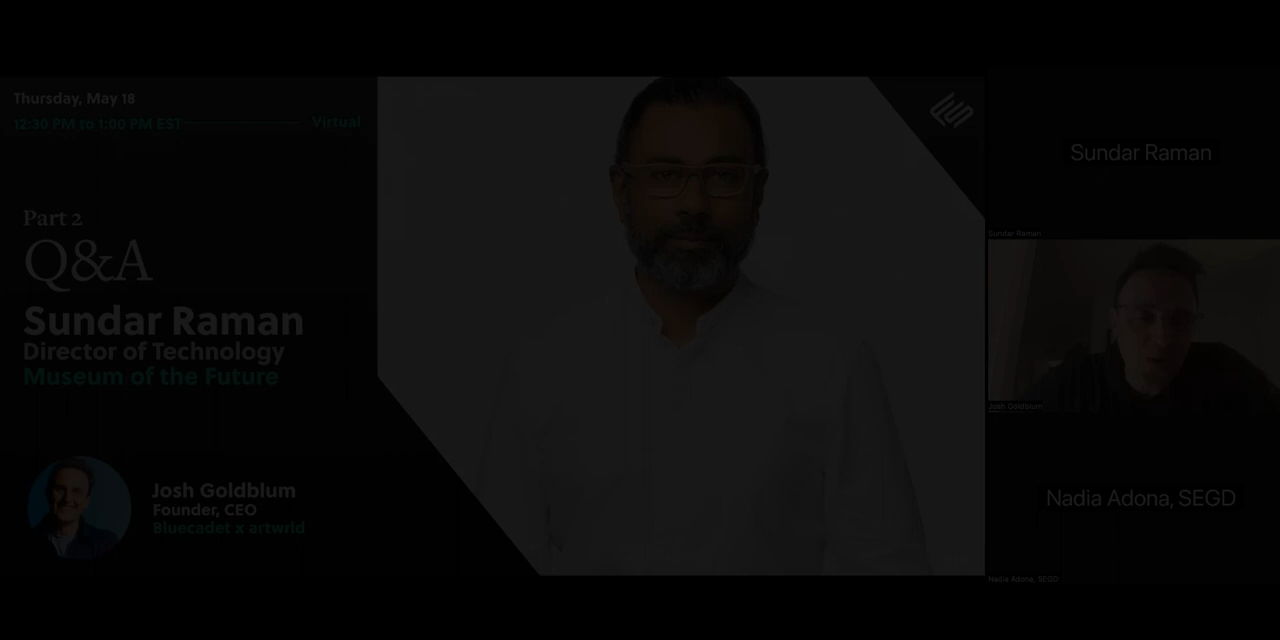 Thursday, May 18
12:30 PM to 1:00 PM EST
Virtual
Part 2
Q&A
Sundar Raman
Director of Technology
Museum of the Future
Josh Goldblum
Founder, CEO
Bluecadet x artwrld
Sundar Raman
Sundar Raman
Josh Goldblum
Nadia Adona, SEGD
Nadia Adona, SEGD